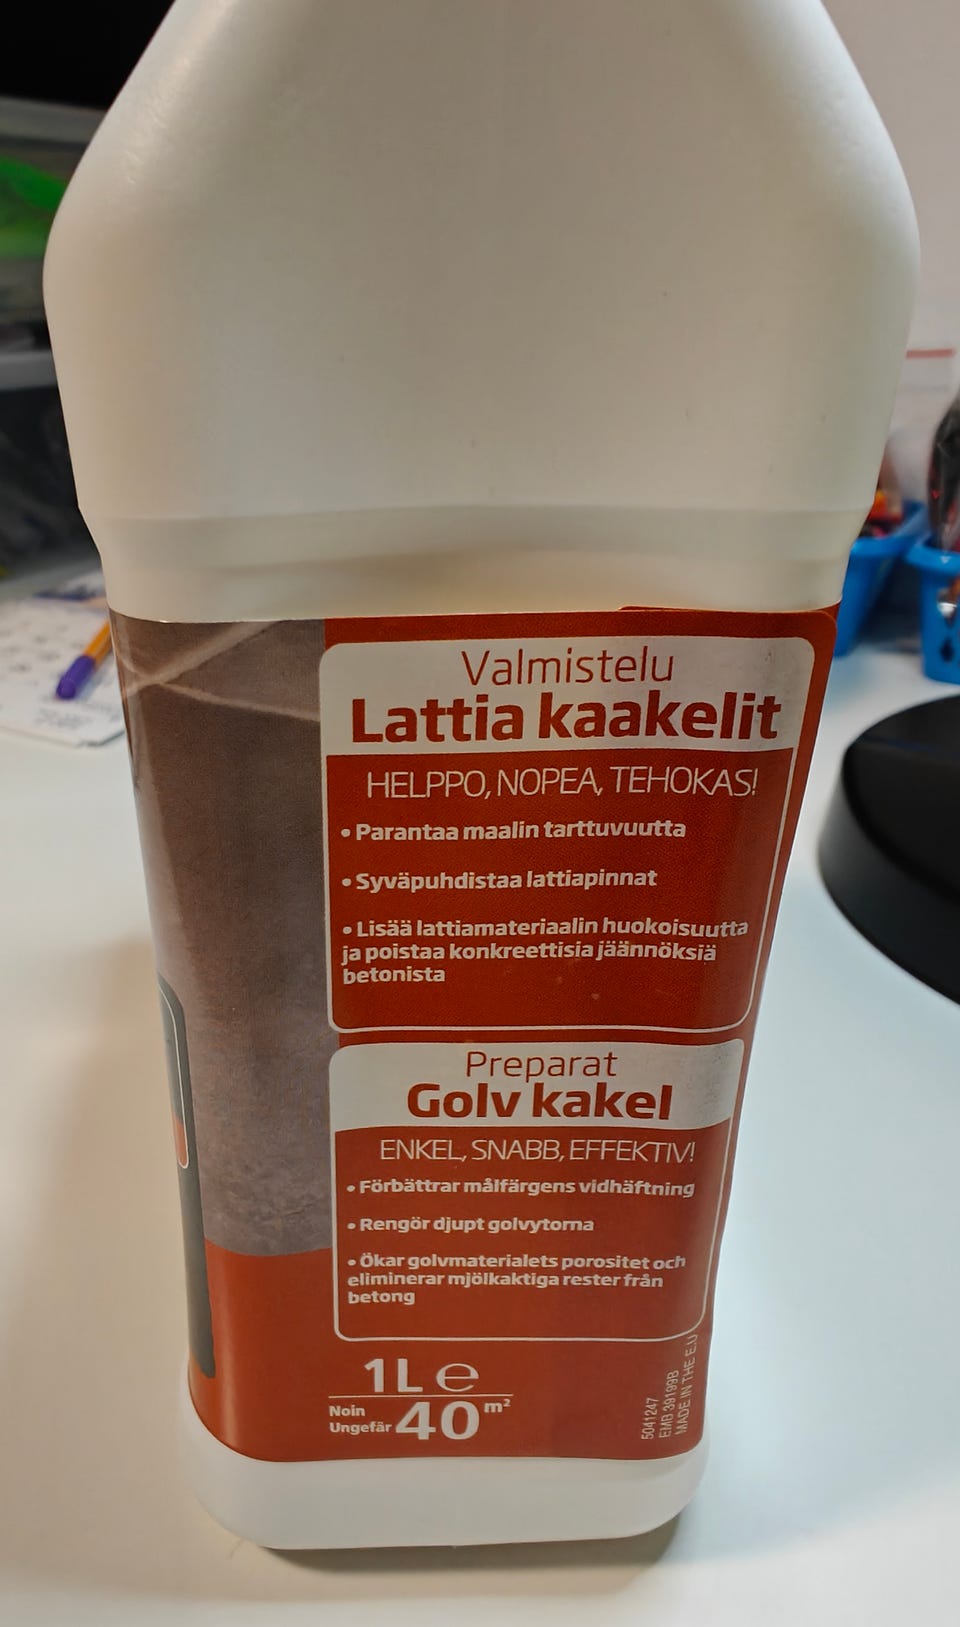 Valmistelu
Lattia kaakelit
HELPPO, NOPEA, TEHOKAS!
• Parantaa maalin tarttuvuutta
• Syväpuhdistaa lattiapinnat
• Lisää lattiamateriaalin huokoisuutta
ja poistaa konkreettisia jäännöksiä
betonista
Preparat
Golv kakel
ENKEL, SNABB, EFFEKTIV!
• Förbättrar målfärgens vidhäftning
• Rengör djupt golvytorna
• Ökar golvmaterialets porositet och
eliminerar mjölkaktiga rester från
betong
1L ℮
Noin
Ungefär 40 m²
5041247
EMB 39199B
MADE IN THE E.U